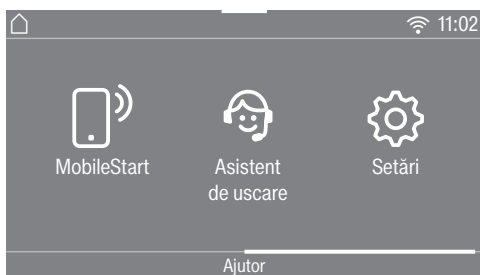 11:02
MobileStart
Asistent
de uscare
Setări
Ajutor